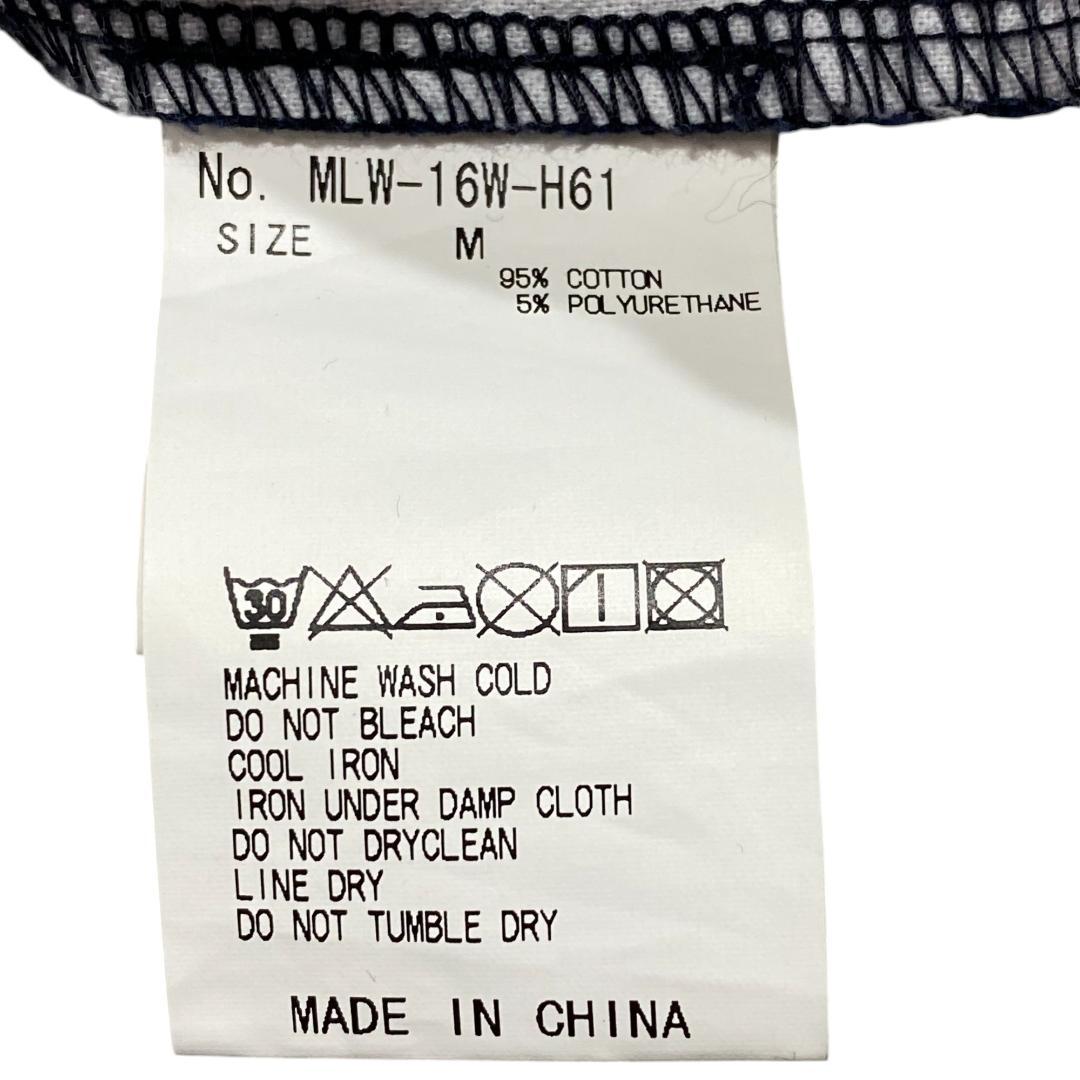 No. MLW-16W-H61
SIZE M
95% COTTON
5% POLYURETHANE
30
MACHINE WASH COLD
DO NOT BLEACH
COOL IRON
IRON UNDER DAMP CLOTH
DO NOT DRYCLEAN
LINE DRY
DO NOT TUMBLE DRY
MADE IN CHINA